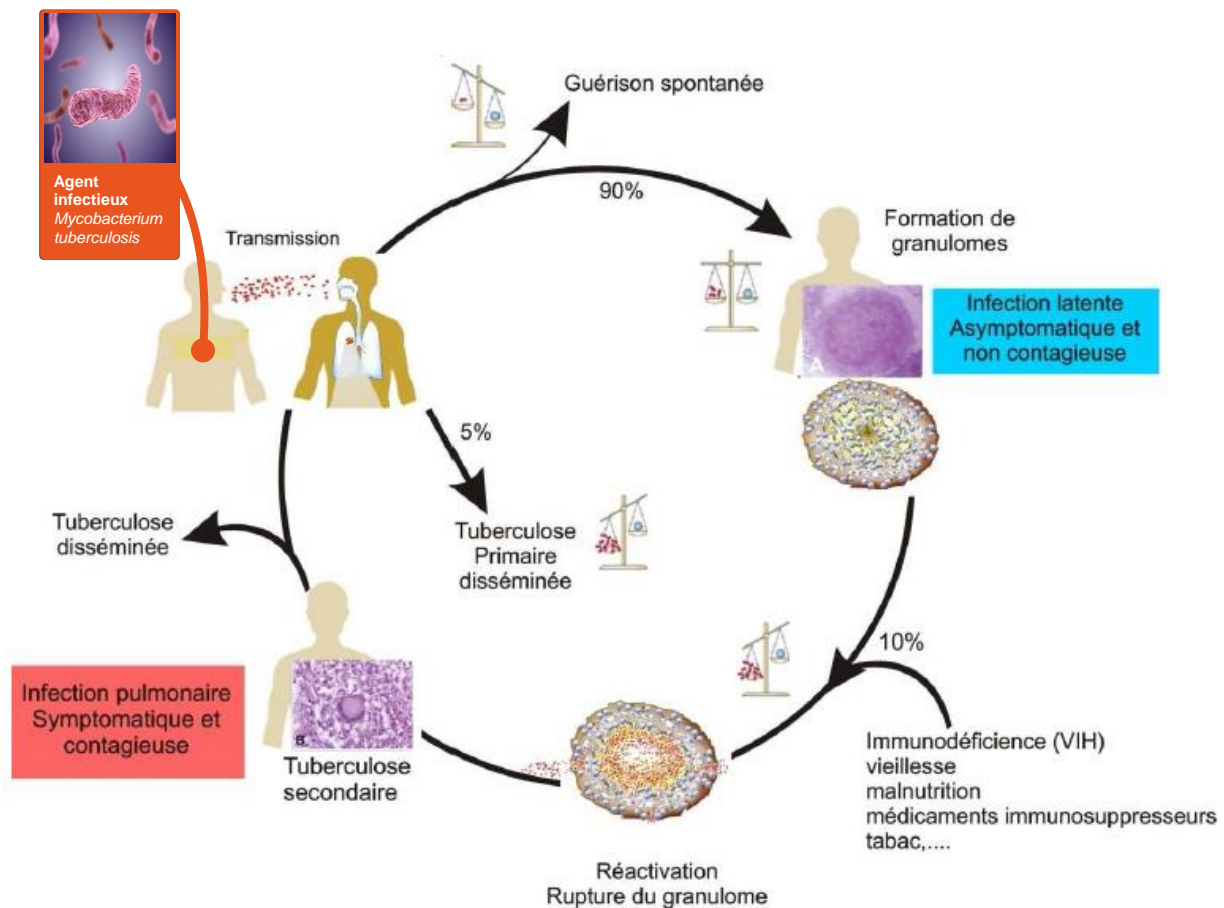 Agent
infectieux
Mycobacterium
tuberculosis
Guérison spontanée
90%
Transmission
Formation de
granulomes
Infection latente
Asymptomatique et
non contagieuse
A
5%
Tuberculose
disséminée
Tuberculose
Primaire
disséminée
10%
Infection pulmonaire
Symptomatique et
contagieuse
B
Tuberculose
secondaire
Immunodéficience (VIH)
vieillesse
malnutrition
médicaments immunosuppresseurs
tabac,....
Réactivation
Rupture du granulome